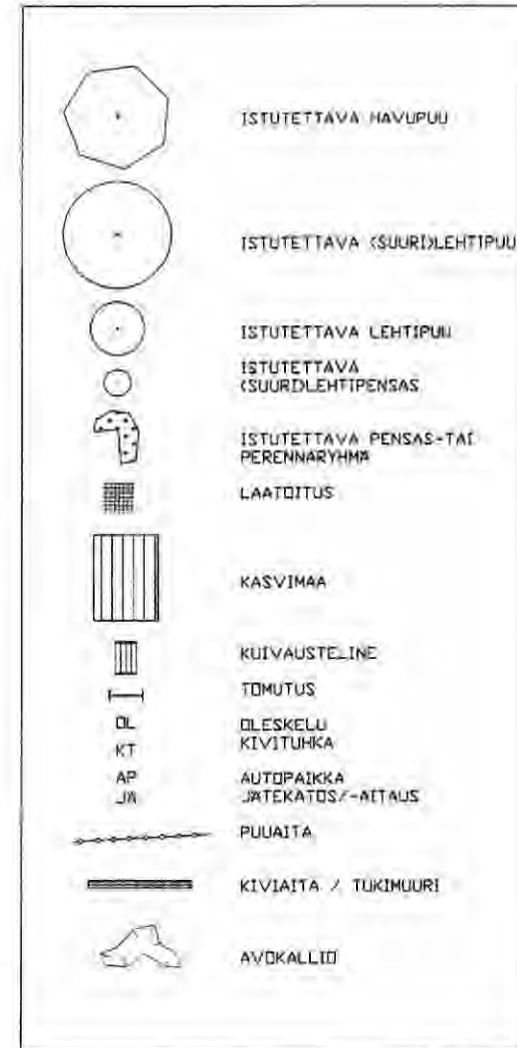 ISTUTETTAVA HAVUPUU
ISTUTETTAVA (SUURI)LEHTIPUU
ISTUTETTAVA LEHTIPUU
ISTUTETTAVA
(SUURI)LEHTIPENSAS
ISTUTETTAVA PENSAS-TAI
PERENNARYHMÄ
LAATOITUS
KASVIMAA
KUIVAUSTELINE
TOMUTUS
OL OLESKELU
KT KIVITUHKA
AP AUTOPAIKKA
JÄ JÄTEKATOS/-AITAUS
PUUAITA
KIVIAITA / TUKIMUURI
AVOKALLIO